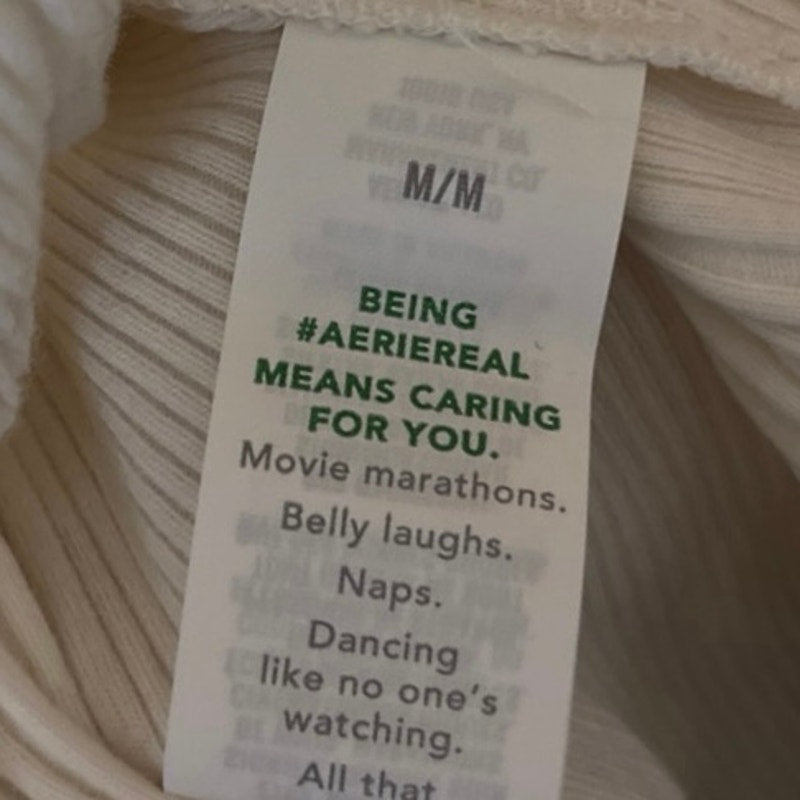 M/M
BEING
#AERIEREAL
MEANS CARING
FOR YOU.
Movie marathons.
Belly laughs.
Naps.
Dancing
like no one's
watching.
All that